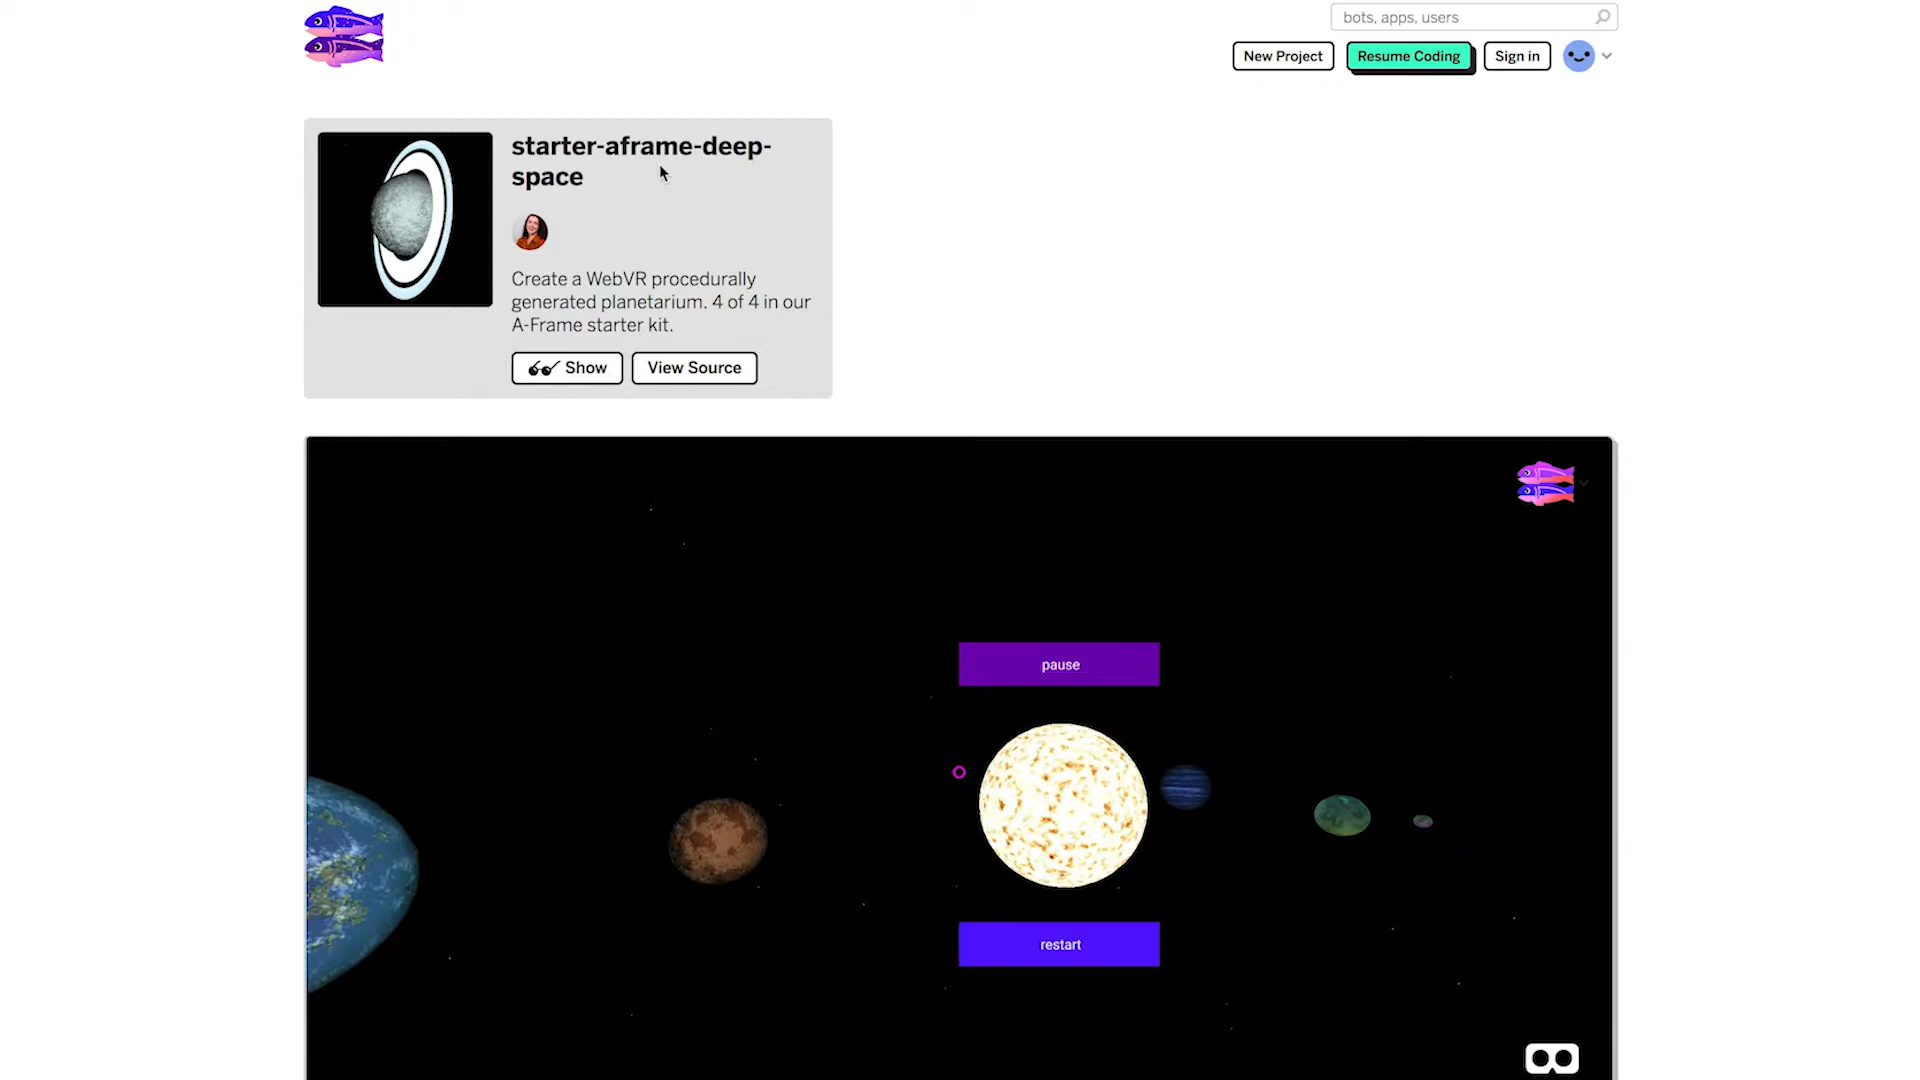 bots, apps, users
New Project
Resume Coding
Sign in
starter-aframe-deep-
space
Create a WebVR procedurally
generated planetarium. 4 of 4 in our
A-Frame starter kit.
Show
View Source
pause
restart